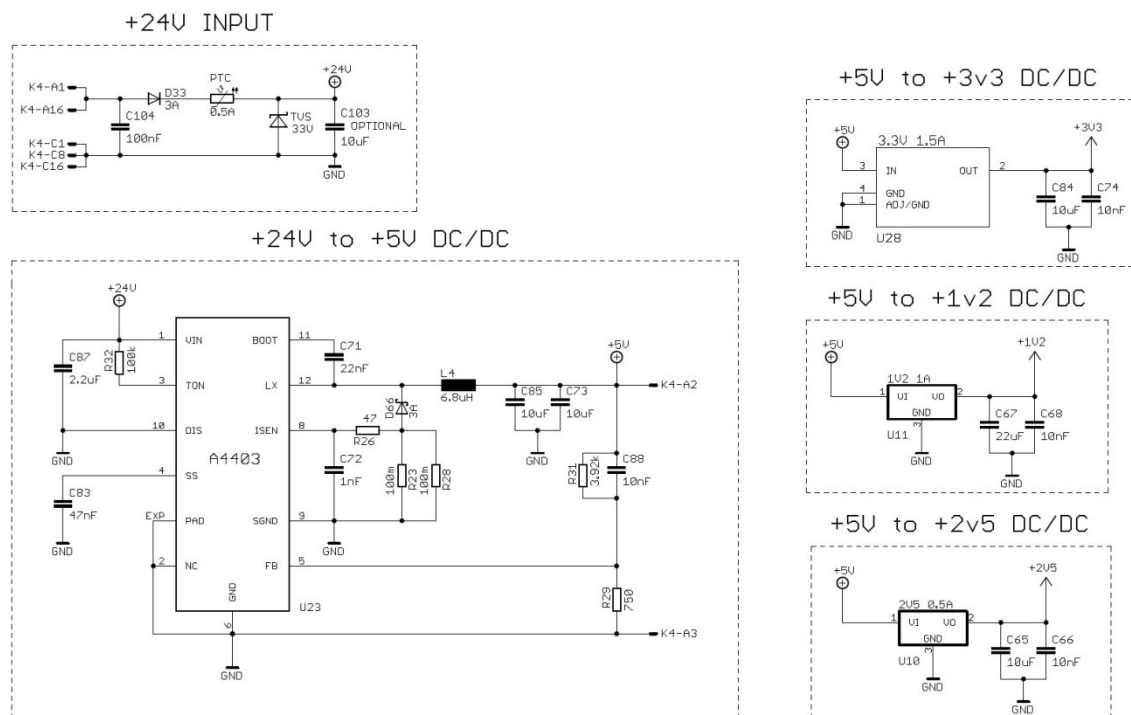 +24V INPUT
K4-A1
K4-A16
K4-C1
K4-C8
K4-C16
C104
100nF
D33
3A
PTC
0.5A
TVS
33V
+24V
C103
OPTIONAL
10uF
GND
+24V to +5V DC/DC
+24V
C87
2.2uF
R32
100k
GND
C83
47nF
GND
EXP
1 VIN BOOT 11
3 TON LX 12
10 DIS ISEN 8
A4403
4 SS
PAD SGND 9
2 NC FB 5
GND
6
U23
GND
C71
22nF
L4
6.8uH
D66
3A
47
R26
C72
1nF
100m
R23
100m
R28
GND
C85
10uF
C73
10uF
GND
+5V
K4-A2
R31
3.92k
C88
10nF
R29
750
K4-A3
+5V to +3v3 DC/DC
+5V
3.3V 1.5A
3 IN OUT 2
4 GND
1 ADJ/GND
U28
GND
+3V3
C84
10uF
C74
10nF
GND
+5V to +1v2 DC/DC
+5V
1V2 1A
1 VI VO 2
GND
3
U11
GND
+1V2
C67
22uF
C68
10nF
GND
+5V to +2v5 DC/DC
+5V
2V5 0.5A
1 VI VO 2
GND
3
U10
GND
+2V5
C65
10uF
C66
10nF
GND